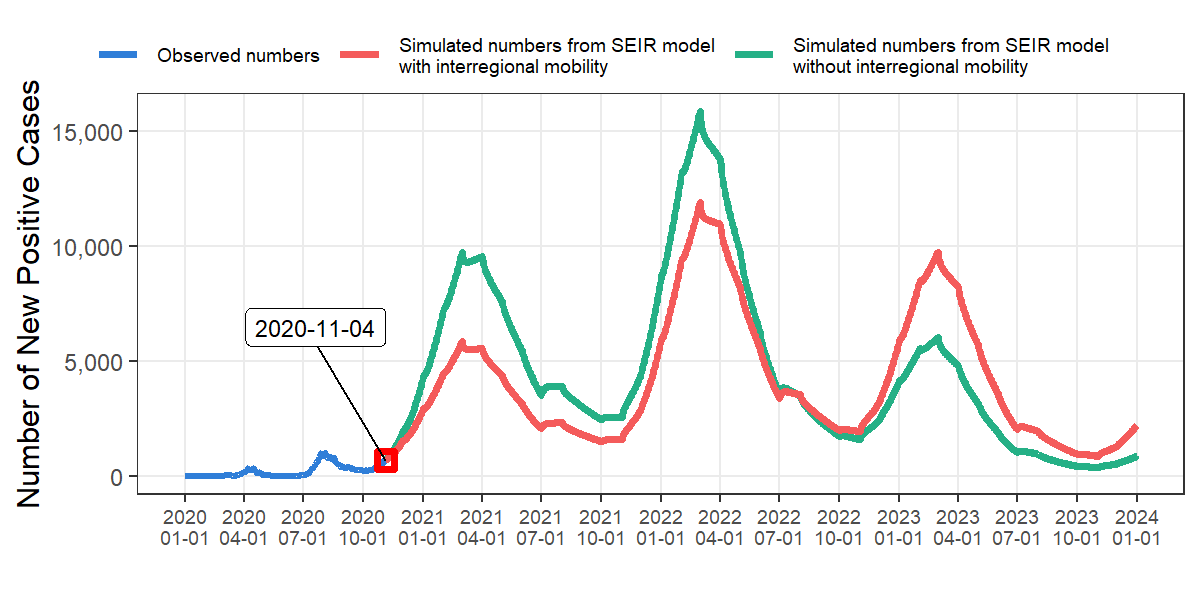 Observed numbers
Simulated numbers from SEIR model
with interregional mobility
Simulated numbers from SEIR model
without interregional mobility
Number of New Positive Cases
15,000
10,000
5,000
0
2020-11-04
2020 2020 2020 2020 2021 2021 2021 2021 2022 2022 2022 2022 2023 2023 2023 2023 2024
01-01 04-01 07-01 10-01 01-01 04-01 07-01 10-01 01-01 04-01 07-01 10-01 01-01 04-01 07-01 10-01 01-01